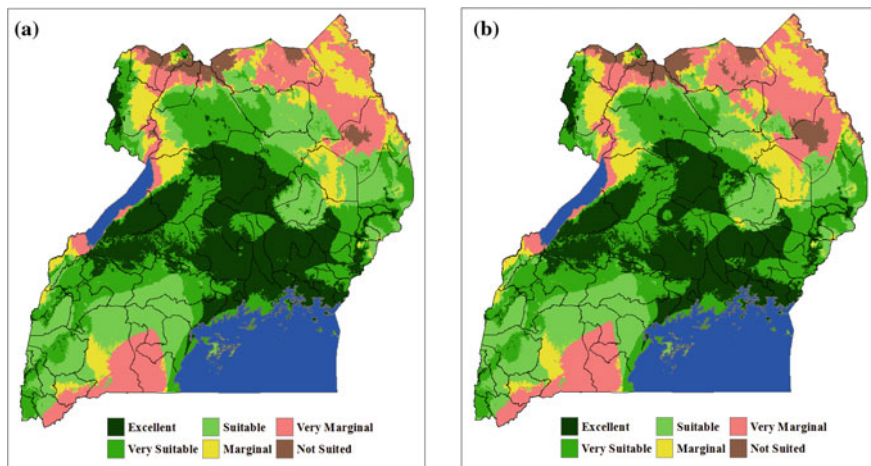 (a)
Excellent Suitable Very Marginal
Very Suitable Marginal Not Suited
(b)
Excellent Suitable Very Marginal
Very Suitable Marginal Not Suited